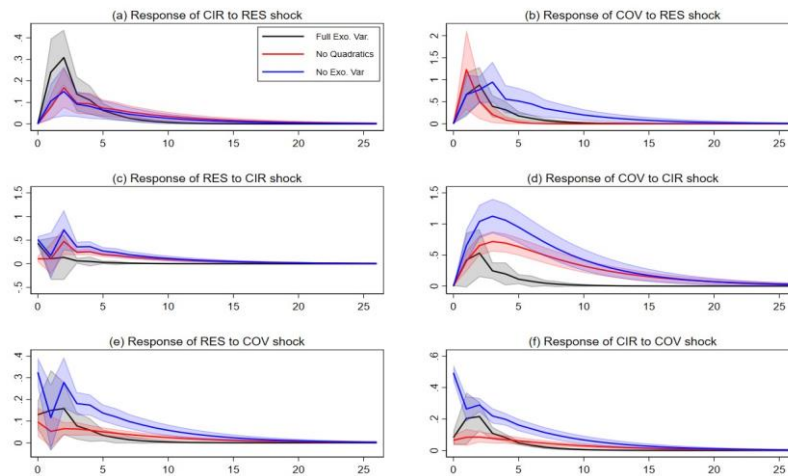 (a) Response of CIR to RES shock
Full Exo. Var.
No Quadratics
No Exo. Var
.4
.3
.2
.1
0
0 5 10 15 20 25
(b) Response of COV to RES shock
2
1.5
1
.5
0
0 5 10 15 20 25
(c) Response of RES to CIR shock
1.5
1
.5
0
-.5
0 5 10 15 20 25
(d) Response of COV to CIR shock
1.5
1
.5
0
0 5 10 15 20 25
(e) Response of RES to COV shock
.4
.3
.2
.1
0
0 5 10 15 20 25
(f) Response of CIR to COV shock
.6
.4
.2
0
0 5 10 15 20 25